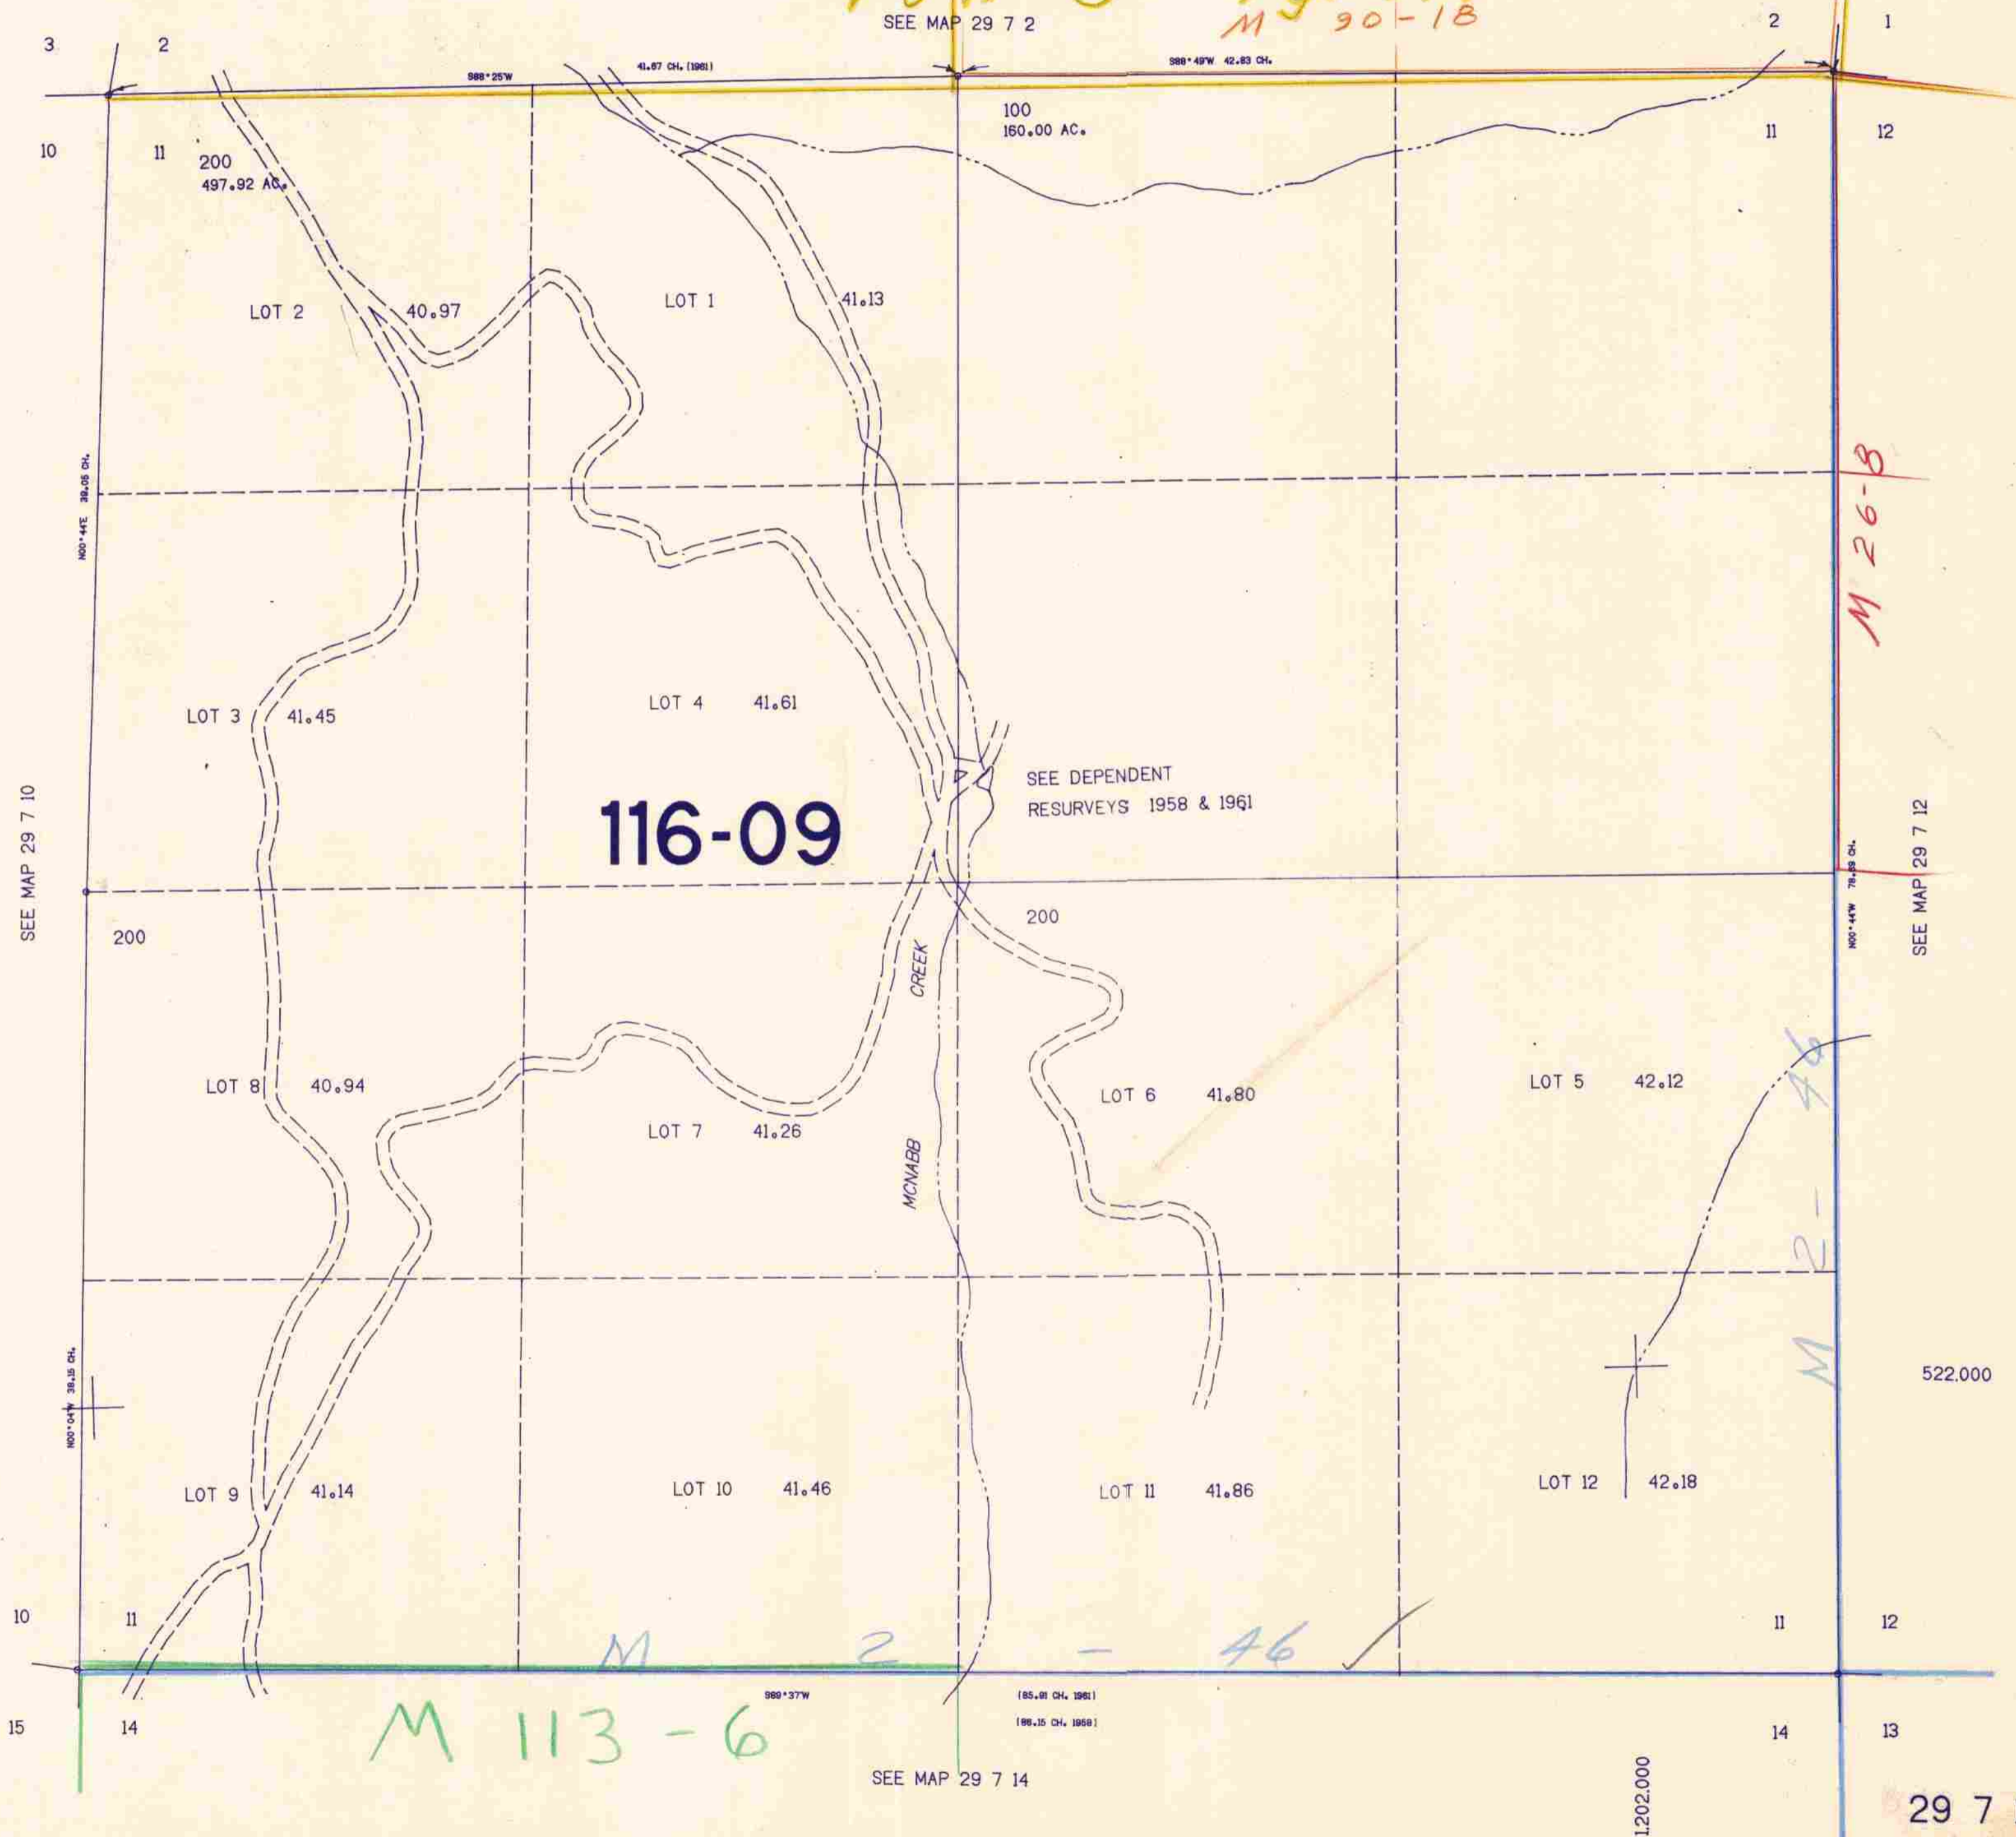 SEE MAP 29 7 2
M 90-18
3 2
2 1
S88°25'W
41.67 CH. (1961)
S88°49'W 42.83 CH.
100
160.00 AC.
10 11
11 12
200
497.92 AC.
LOT 2 40.97
LOT 1 41.13
N00°44'E 39.05 CH.
M 26-8
LOT 3 41.45
LOT 4 41.61
SEE DEPENDENT
RESURVEYS 1958 & 1961
116-09
SEE MAP 29 7 10
SEE MAP 29 7 12
N00°44'W
200
200
CREEK
MCNABB
LOT 8 40.94
LOT 7 41.26
LOT 6 41.80
LOT 5 42.12
M 2-46
522.000
N00°04'W 39.15 CH.
LOT 9 41.14
LOT 10 41.46
LOT 11 41.86
LOT 12 42.18
10 11
11 12
M 2 - 46
S89°37'W
(85.91 CH. 1961)
(86.15 CH. 1958)
15 14
M 113-6
14 13
SEE MAP 29 7 14
1.202.000
29 7